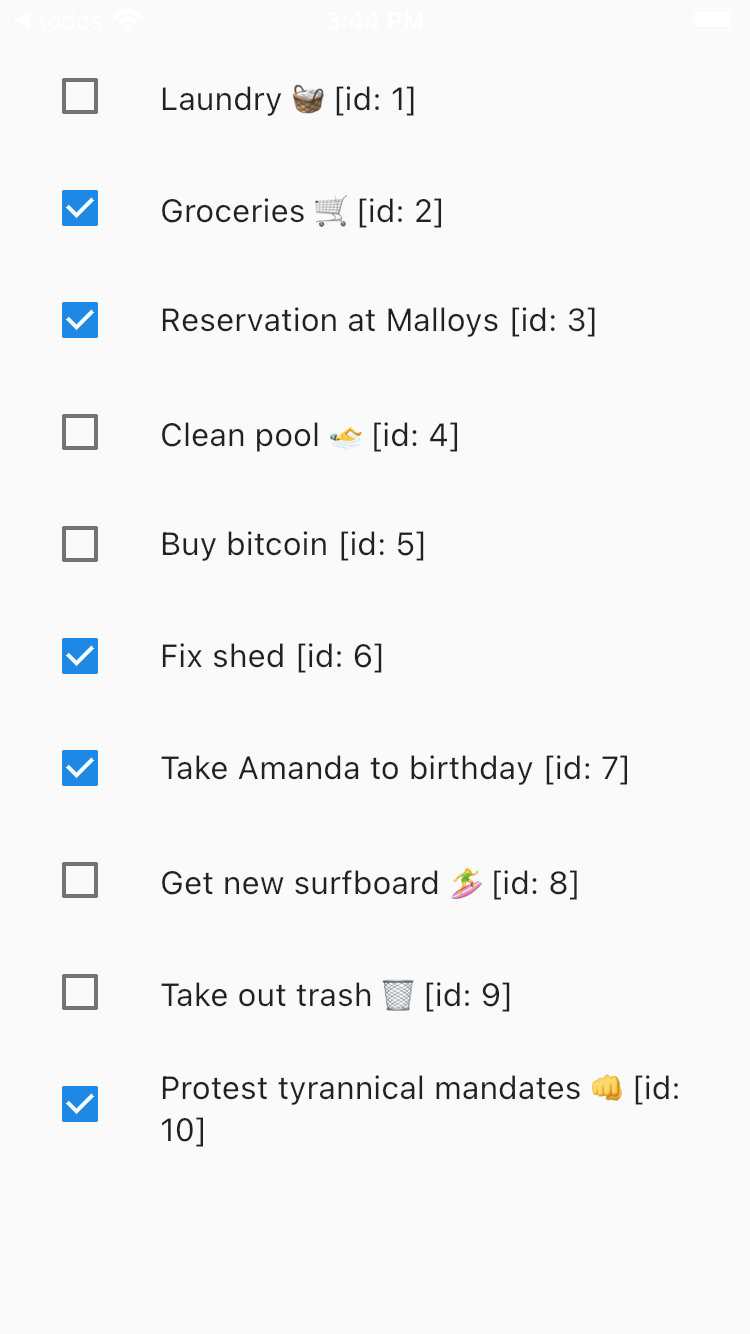 ◀ todos 3:44 PM
Laundry 🧺 [id: 1]
Groceries 🛒 [id: 2]
Reservation at Malloys [id: 3]
Clean pool 🏊 [id: 4]
Buy bitcoin [id: 5]
Fix shed [id: 6]
Take Amanda to birthday [id: 7]
Get new surfboard 🏄‍♀️ [id: 8]
Take out trash 🗑️ [id: 9]
Protest tyrannical mandates 👊 [id:
10]